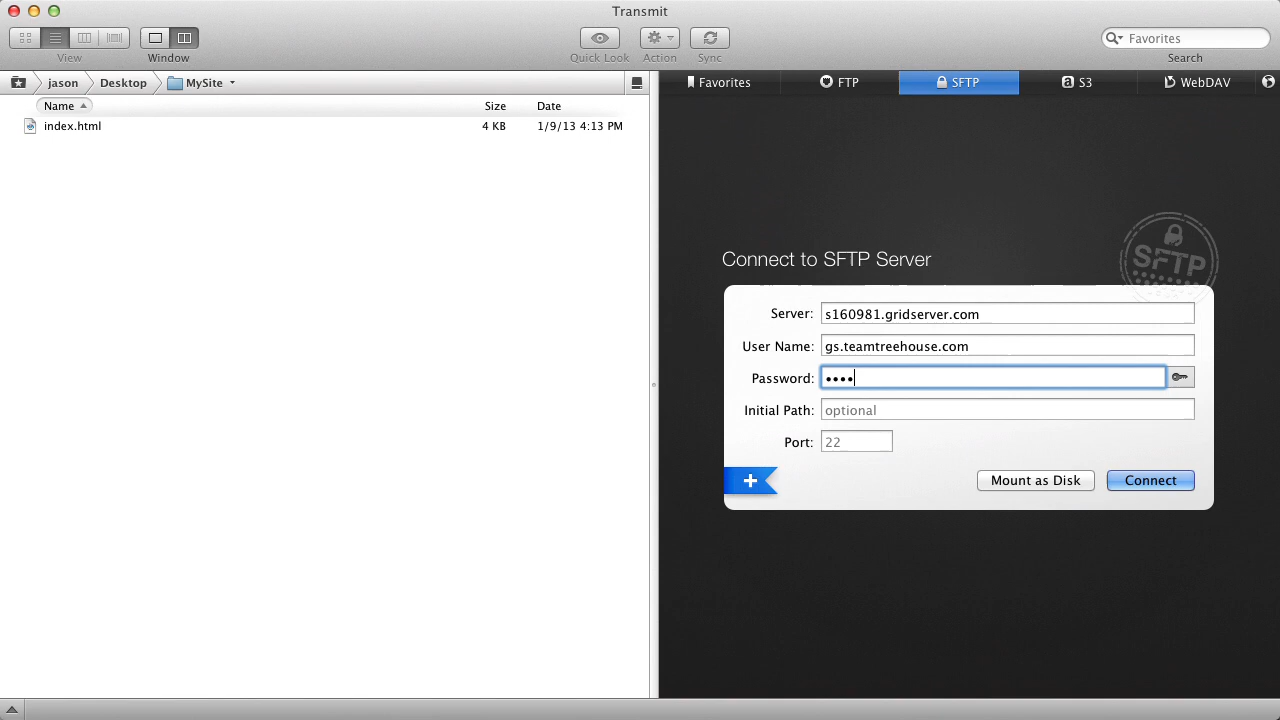 Transmit
View
Window
Quick Look
Action
Sync
Favorites
Search
jason
Desktop
MySite
Favorites
FTP
SFTP
S3
WebDAV
Name
Size
Date
index.html
4 KB
1/9/13 4:13 PM
SFTP
Connect to SFTP Server
Server:
s160981.gridserver.com
User Name:
gs.teamtreehouse.com
Password:
••••
Initial Path:
optional
Port:
22
Mount as Disk
Connect